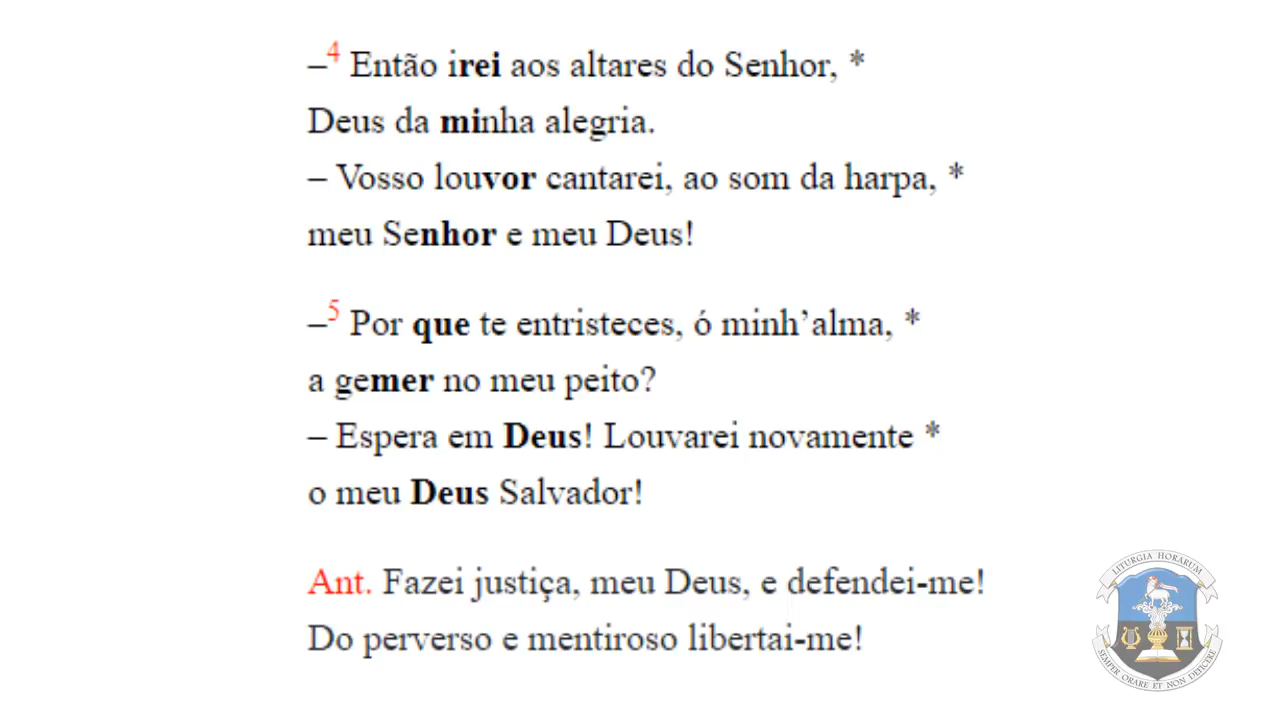 –4 Então irei aos altares do Senhor, *
Deus da minha alegria.
– Vosso louvor cantarei, ao som da harpa, *
meu Senhor e meu Deus!
–5 Por que te entristeces, ó minh’alma, *
a gemer no meu peito?
– Espera em Deus! Louvarei novamente *
o meu Deus Salvador!
Ant. Fazei justiça, meu Deus, e defendei-me!
Do perverso e mentiroso libertai-me!
LITURGIA HORARUM
SEMPER ORARE ET NON DEFICERE